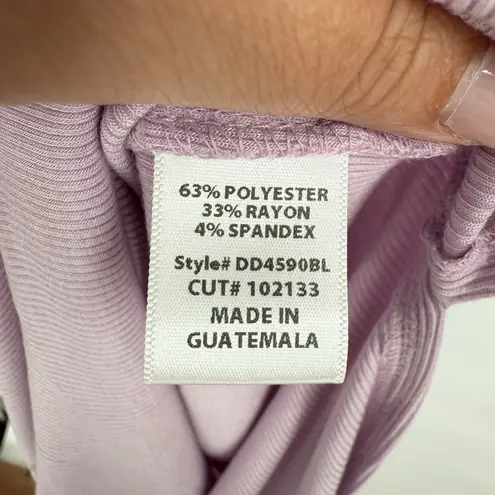 63% POLYESTER
33% RAYON
4% SPANDEX
Style# DD4590BL
CUT# 102133
MADE IN
GUATEMALA